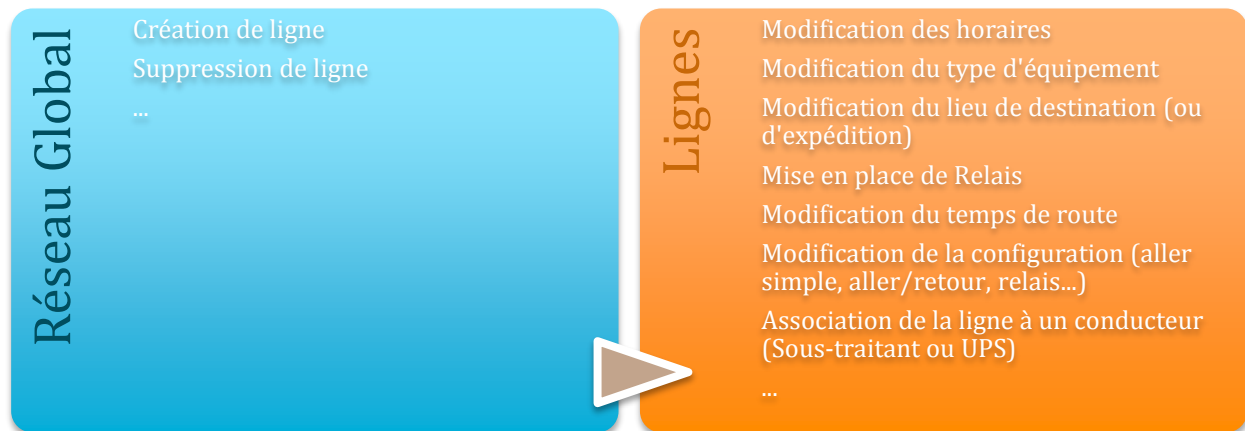 Réseau Global
Création de ligne
Suppression de ligne
...
Lignes
Modification des horaires
Modification du type d'équipement
Modification du lieu de destination (ou
d'expédition)
Mise en place de Relais
Modification du temps de route
Modification de la configuration (aller
simple, aller/retour, relais...)
Association de la ligne à un conducteur
(Sous-traitant ou UPS)
...